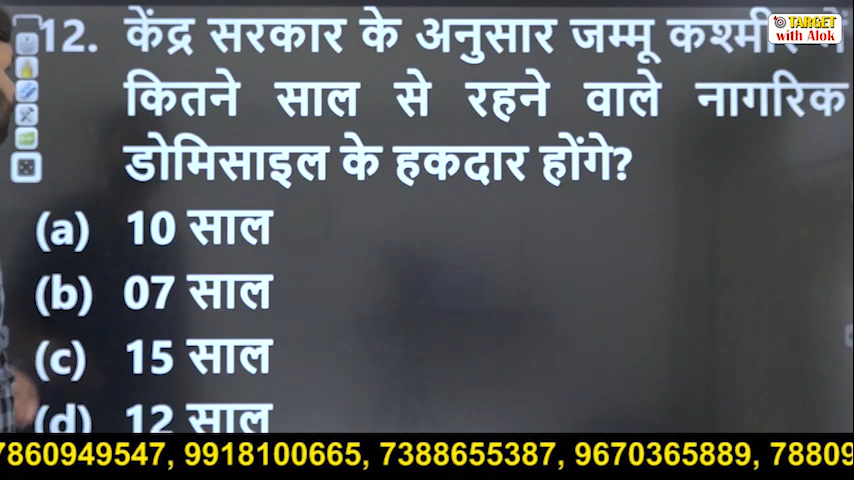 TARGET
with Alok
12. केंद्र सरकार के अनुसार जम्मू कश्मीर में
कितने साल से रहने वाले नागरिक
डोमिसाइल के हकदार होंगे?
(a) 10 साल
(b) 07 साल
(c) 15 साल
(d) 12 साल
7860949547, 9918100665, 7388655387, 9670365889, 78809